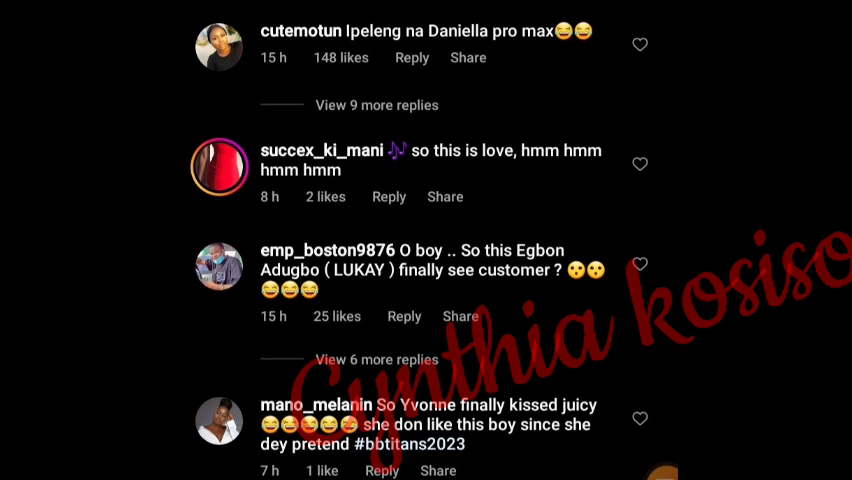 cutemotun Ipeleng na Daniella pro max😂😂
15 h 148 likes Reply Share
View 9 more replies
succex_ki_mani 🎶 so this is love, hmm hmm
hmm hmm
8 h 2 likes Reply Share
emp_boston9876 O boy .. So this Egbon
Adugbo ( LUKAY ) finally see customer ? 😯😯
😂😂😂
15 h 25 likes Reply Share
View 6 more replies
Cynthia kosiso
mano_melanin So Yvonne finally kissed juicy
😂😂😂😂😂 she don like this boy since she
dey pretend #bbtitans2023
7 h 1 like Reply Share